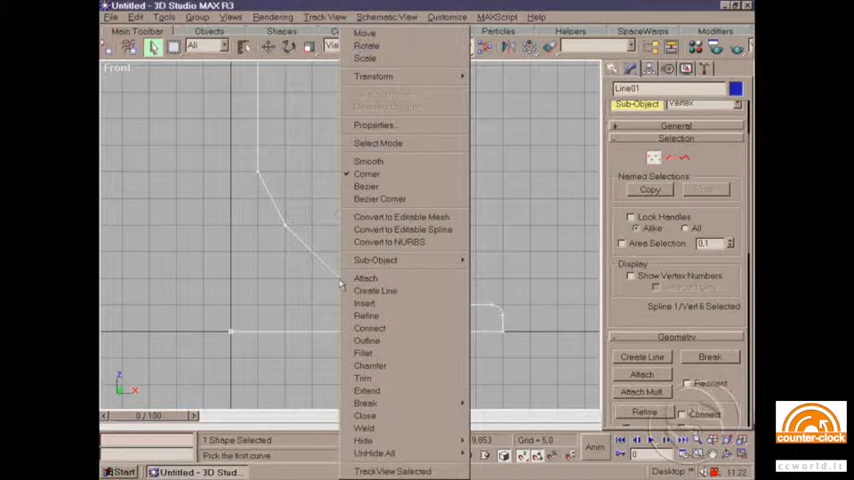 Untitled - 3D Studio MAX R3
File Edit Tools Group Views Rendering Track View Schematic View Customize MAXScript Help
Main Toolbar Objects Shapes Particles SpaceWarps Modifiers
All
Front
Move
Rotate
Scale
Transform
Properties...
Select Mode
Smooth
Corner
Bezier
Bezier Corner
Convert to Editable Mesh
Convert to Editable Spline
Convert to NURBS
Sub-Object
Attach
Create Line
Insert
Refine
Connect
Outline
Fillet
Chamfer
Trim
Extend
Break
Close
Weld
Hide
UnHide All
TrackView Selected
Line01
Sub-Object Vertex
+ General
- Selection
Named Selections
Copy
Lock Handles
Alike All
Area Selection 0.1
Display
Show Vertex Numbers
Spline 1/Vert 6 Selected
- Geometry
Create Line Break
Attach Reorient
Attach Mult.
Refine Connect
z
x
0 / 100
1 Shape Selected
Pick the first curve
9.853 Grid = 5.0
Anim
0
Start
Untitled - 3D Stud...
Desktop
11:22
counter-clock
ccworld.lt